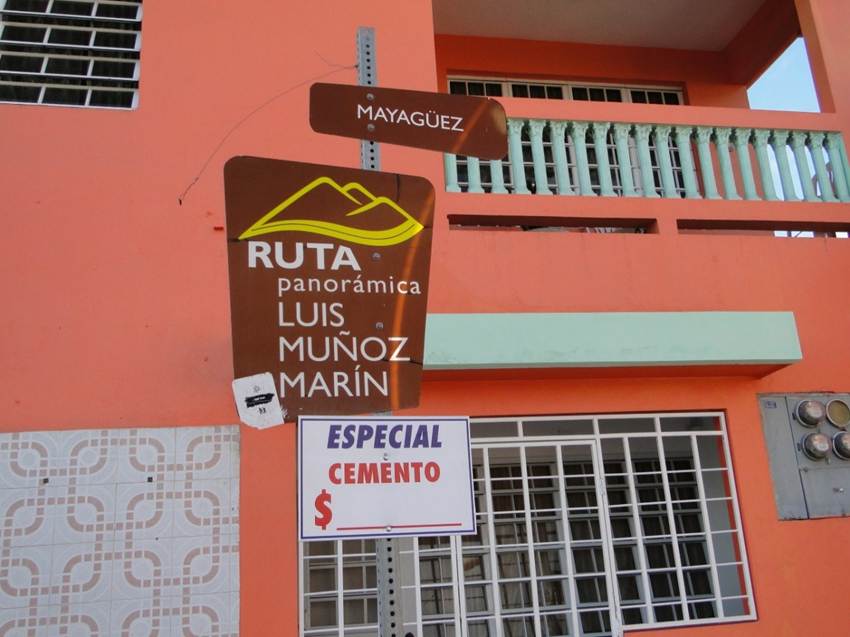 MAYAGÜEZ
RUTA
panorámica
LUIS
MUÑOZ
MARÍN
ESPECIAL
CEMENTO
$